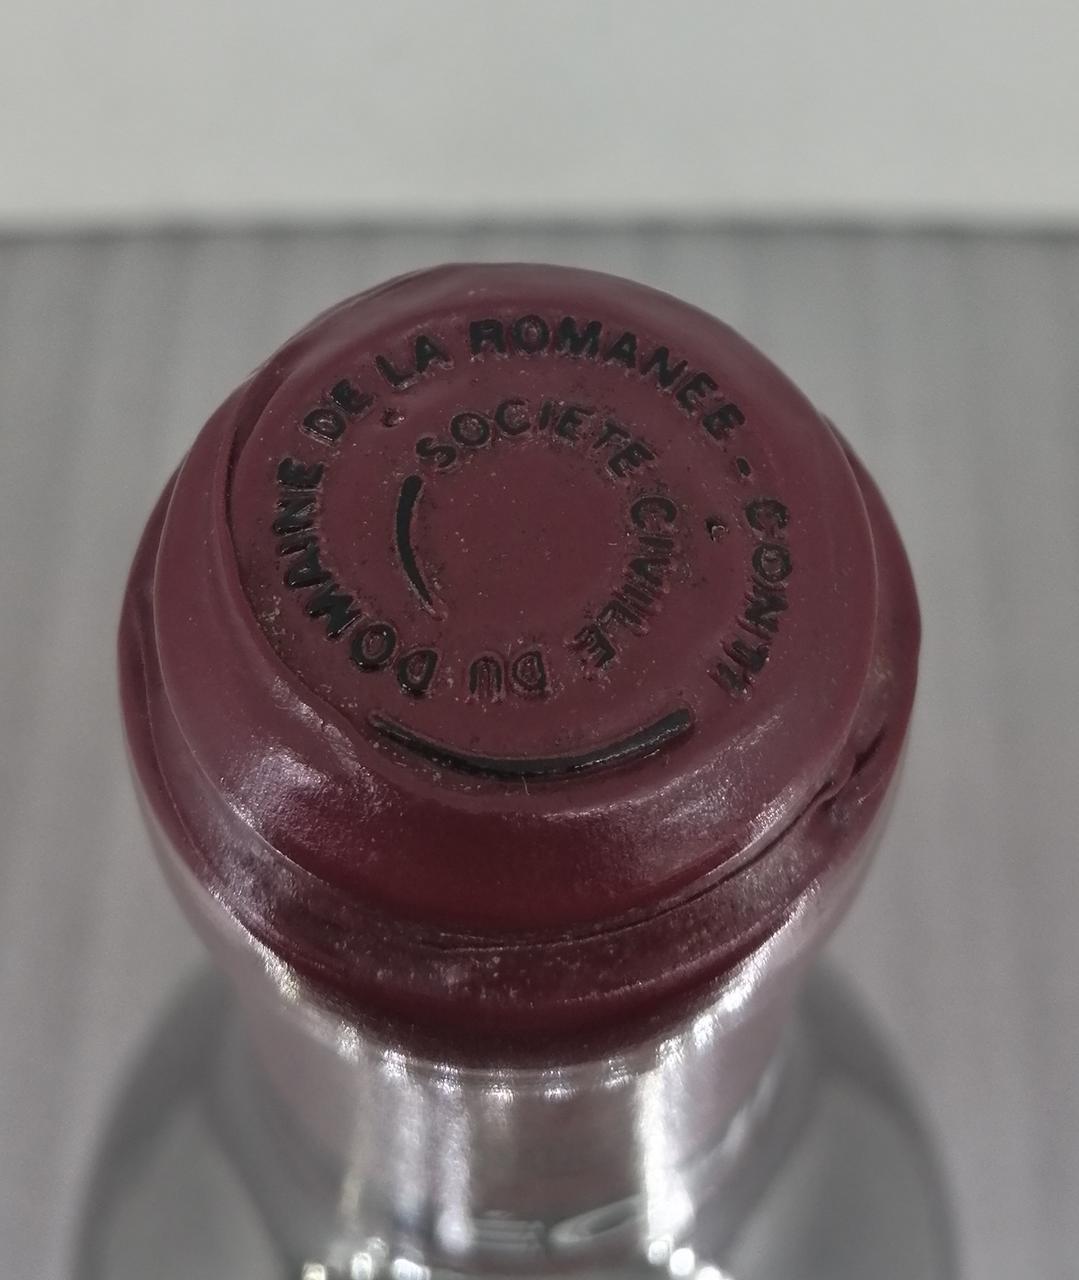 SOCIETE CIVILE DU
DOMAINE DE LA ROMANEE - CONTI